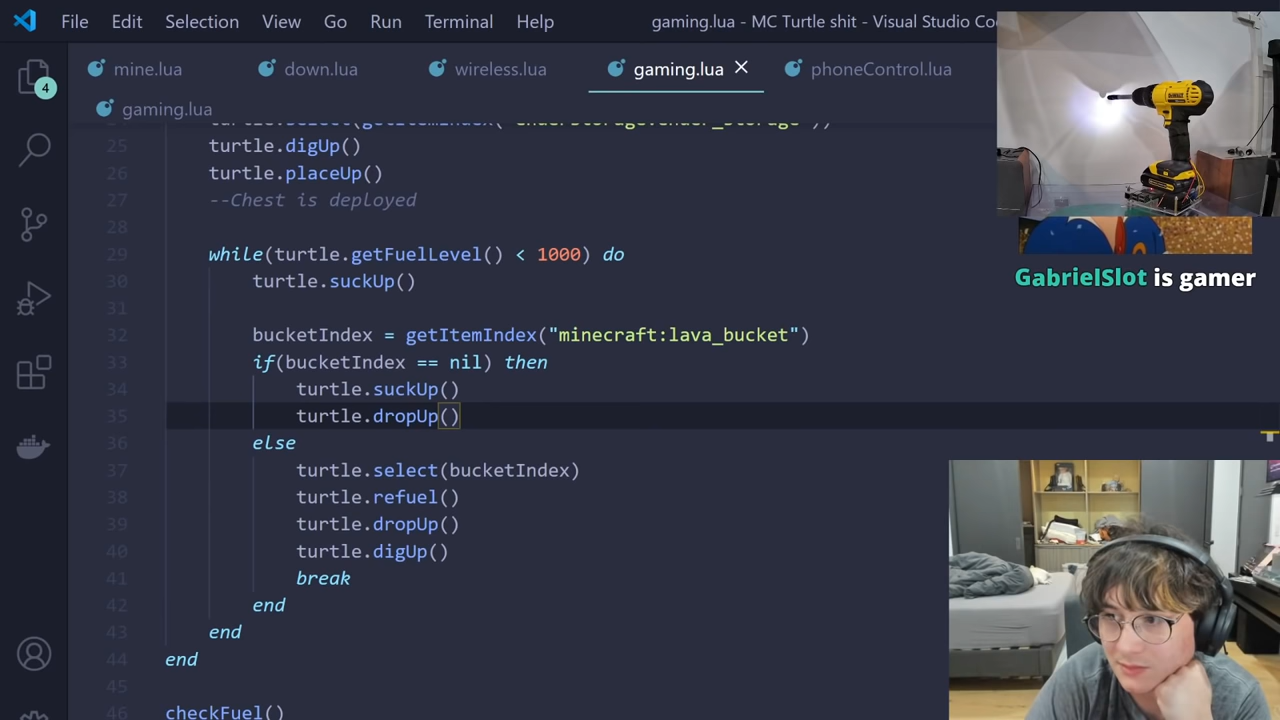 File Edit Selection View Go Run Terminal Help
gaming.lua - MC Turtle shit - Visual Studio
4
mine.lua down.lua wireless.lua gaming.lua phoneControl.lua
gaming.lua
25 turtle.digUp()
26 turtle.placeUp()
27 --Chest is deployed
28
29 while(turtle.getFuelLevel() < 1000) do
30 turtle.suckUp()
31
32 bucketIndex = getItemIndex("minecraft:lava_bucket")
33 if(bucketIndex == nil) then
34 turtle.suckUp()
35 turtle.dropUp()
36 else
37 turtle.select(bucketIndex)
38 turtle.refuel()
39 turtle.dropUp()
40 turtle.digUp()
41 break
42 end
43 end
44 end
45
46 checkFuel()
GabrielSlot is gamer